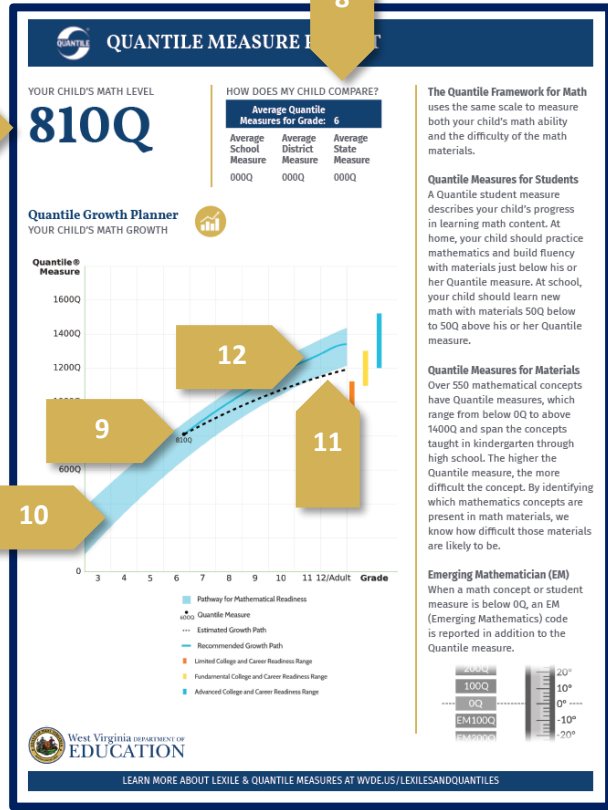 8
QUANTILE
QUANTILE MEASURE
YOUR CHILD'S MATH LEVEL
810Q
HOW DOES MY CHILD COMPARE?
Average Quantile
Measures for Grade: 6
Average School Measure
Average District Measure
Average State Measure
000Q 000Q 000Q
Quantile Growth Planner
YOUR CHILD'S MATH GROWTH
Quantile®
Measure
1600Q
1400Q
1200Q
600Q
0
12
9
11
10
810Q
3 4 5 6 7 8 9 10 11 12/Adult Grade
Pathway for Mathematical Readiness
600Q Quantile Measure
Estimated Growth Path
Recommended Growth Path
Limited College and Career Readiness Range
Fundamental College and Career Readiness Range
Advanced College and Career Readiness Range
The Quantile Framework for Math
uses the same scale to measure
both your child's math ability
and the difficulty of the math
materials.
Quantile Measures for Students
A Quantile student measure
describes your child's progress
in learning math content. At
home, your child should practice
mathematics and build fluency
with materials just below his or
her Quantile measure. At school,
your child should learn new
math with materials 50Q below
to 50Q above his or her Quantile
measure.
Quantile Measures for Materials
Over 550 mathematical concepts
have Quantile measures, which
range from below 0Q to above
1400Q and span the concepts
taught in kindergarten through
high school. The higher the
Quantile measure, the more
difficult the concept. By identifying
which mathematics concepts are
present in math materials, we
know how difficult those materials
are likely to be.
Emerging Mathematician (EM)
When a math concept or student
measure is below 0Q, an EM
(Emerging Mathematics) code
is reported in addition to the
Quantile measure.
200Q 20°
100Q 10°
0Q 0°
EM100Q -10°
EM200Q -20°
West Virginia DEPARTMENT OF
EDUCATION
LEARN MORE ABOUT LEXILE & QUANTILE MEASURES AT WVDE.US/LEXILESANDQUANTILES